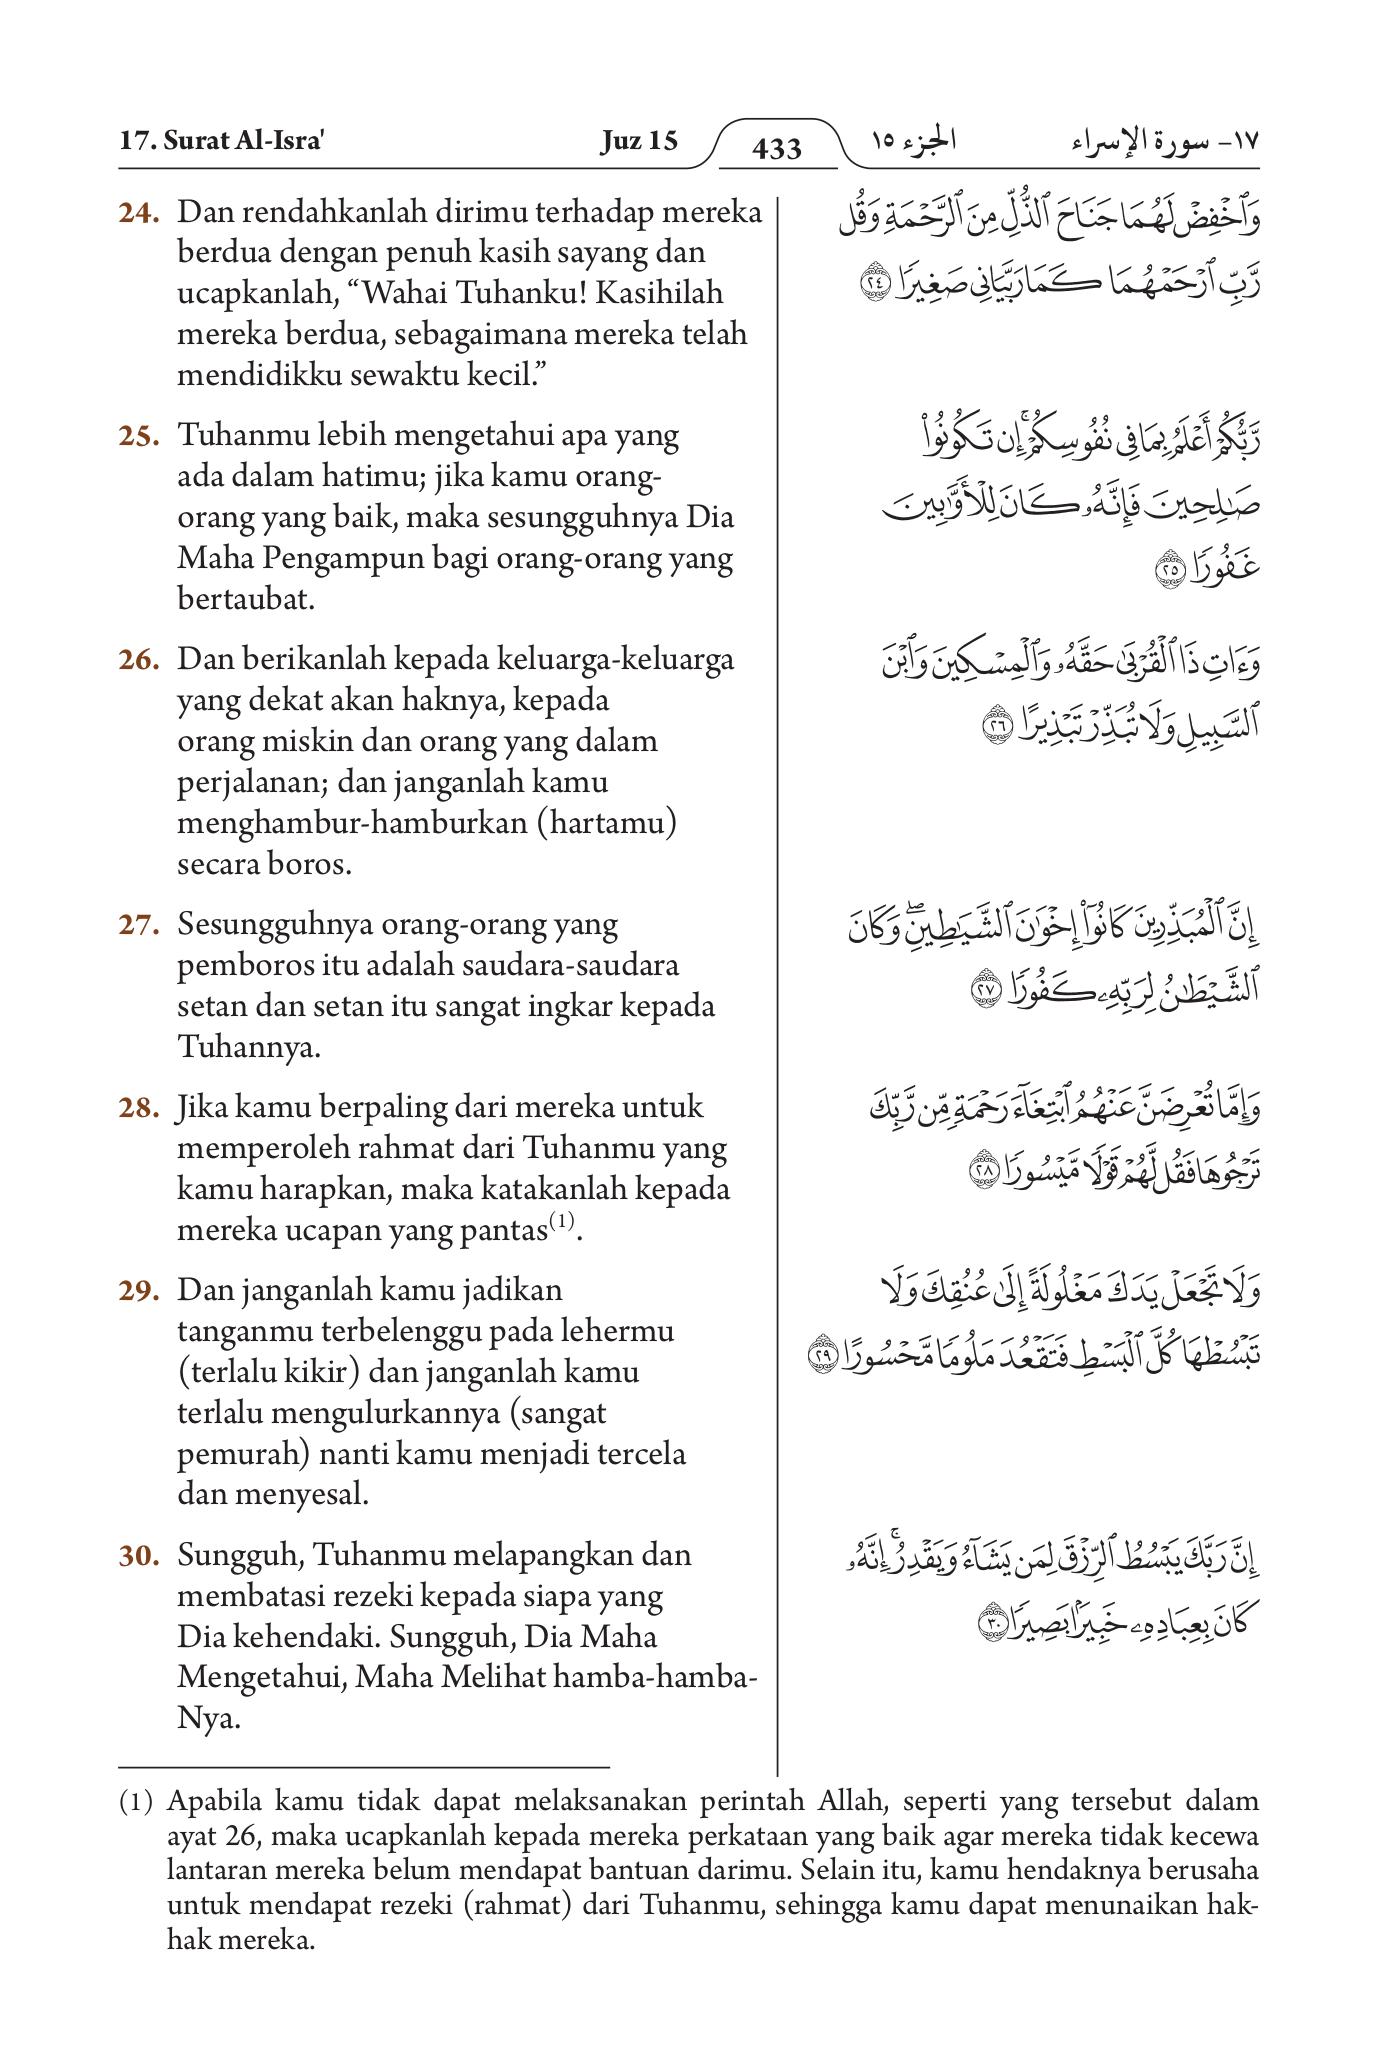 17. Surat Al-Isra'
Juz 15
433
الجزء ١٥
١٧- سورة الإسراء
24. Dan rendahkanlah dirimu terhadap mereka
berdua dengan penuh kasih sayang dan
ucapkanlah, “Wahai Tuhanku! Kasihilah
mereka berdua, sebagaimana mereka telah
mendidikku sewaktu kecil.”
25. Tuhanmu lebih mengetahui apa yang
ada dalam hatimu; jika kamu orang-
orang yang baik, maka sesungguhnya Dia
Maha Pengampun bagi orang-orang yang
bertaubat.
26. Dan berikanlah kepada keluarga-keluarga
yang dekat akan haknya, kepada
orang miskin dan orang yang dalam
perjalanan; dan janganlah kamu
menghambur-hamburkan (hartamu)
secara boros.
27. Sesungguhnya orang-orang yang
pemboros itu adalah saudara-saudara
setan dan setan itu sangat ingkar kepada
Tuhannya.
28. Jika kamu berpaling dari mereka untuk
memperoleh rahmat dari Tuhanmu yang
kamu harapkan, maka katakanlah kepada
mereka ucapan yang pantas(1).
29. Dan janganlah kamu jadikan
tanganmu terbelenggu pada lehermu
(terlalu kikir) dan janganlah kamu
terlalu mengulurkannya (sangat
pemurah) nanti kamu menjadi tercela
dan menyesal.
30. Sungguh, Tuhanmu melapangkan dan
membatasi rezeki kepada siapa yang
Dia kehendaki. Sungguh, Dia Maha
Mengetahui, Maha Melihat hamba-hamba-
Nya.
وَٱخْفِضْ لَهُمَا جَنَاحَ ٱلذُّلِّ مِنَ ٱلرَّحْمَةِ وَقُل
رَّبِّ ٱرْحَمْهُمَا كَمَا رَبَّيَانِى صَغِيرًا ٢٤
رَّبُّكُمْ أَعْلَمُ بِمَا فِى نُفُوسِكُمْ ۚ إِن تَكُونُوا۟
صَـٰلِحِينَ فَإِنَّهُۥ كَانَ لِلْأَوَّٰبِينَ
غَفُورًا ٢٥
وَءَاتِ ذَا ٱلْقُرْبَىٰ حَقَّهُۥ وَٱلْمِسْكِينَ وَٱبْنَ
ٱلسَّبِيلِ وَلَا تُبَذِّرْ تَبْذِيرًا ٢٦
إِنَّ ٱلْمُبَذِّرِينَ كَانُوٓا۟ إِخْوَٰنَ ٱلشَّيَـٰطِينِ ۖ وَكَانَ
ٱلشَّيْطَـٰنُ لِرَبِّهِۦ كَفُورًا ٢٧
وَإِمَّا تُعْرِضَنَّ عَنْهُمُ ٱبْتِغَآءَ رَحْمَةٍ مِّن رَّبِّكَ
تَرْجُوهَا فَقُل لَّهُمْ قَوْلًا مَّيْسُورًا ٢٨
وَلَا تَجْعَلْ يَدَكَ مَغْلُولَةً إِلَىٰ عُنُقِكَ وَلَا
تَبْسُطْهَا كُلَّ ٱلْبَسْطِ فَتَقْعُدَ مَلُومًا مَّحْسُورًا ٢٩
إِنَّ رَبَّكَ يَبْسُطُ ٱلرِّزْقَ لِمَن يَشَآءُ وَيَقْدِرُ ۚ إِنَّهُۥ
كَانَ بِعِبَادِهِۦ خَبِيرًۢا بَصِيرًا ٣٠
(1) Apabila kamu tidak dapat melaksanakan perintah Allah, seperti yang tersebut dalam
ayat 26, maka ucapkanlah kepada mereka perkataan yang baik agar mereka tidak kecewa
lantaran mereka belum mendapat bantuan darimu. Selain itu, kamu hendaknya berusaha
untuk mendapat rezeki (rahmat) dari Tuhanmu, sehingga kamu dapat menunaikan hak-
hak mereka.